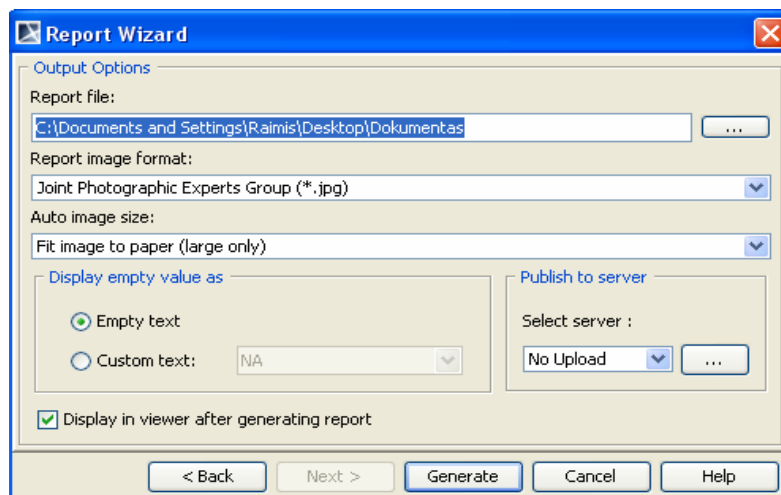 Report Wizard
Output Options
Report file:
C:\Documents and Settings\Raimis\Desktop\Dokumentas
...
Report image format:
Joint Photographic Experts Group (*.jpg)
Auto image size:
Fit image to paper (large only)
Display empty value as
Empty text
Custom text: NA
Publish to server
Select server :
No Upload ...
Display in viewer after generating report
< Back Next > Generate Cancel Help